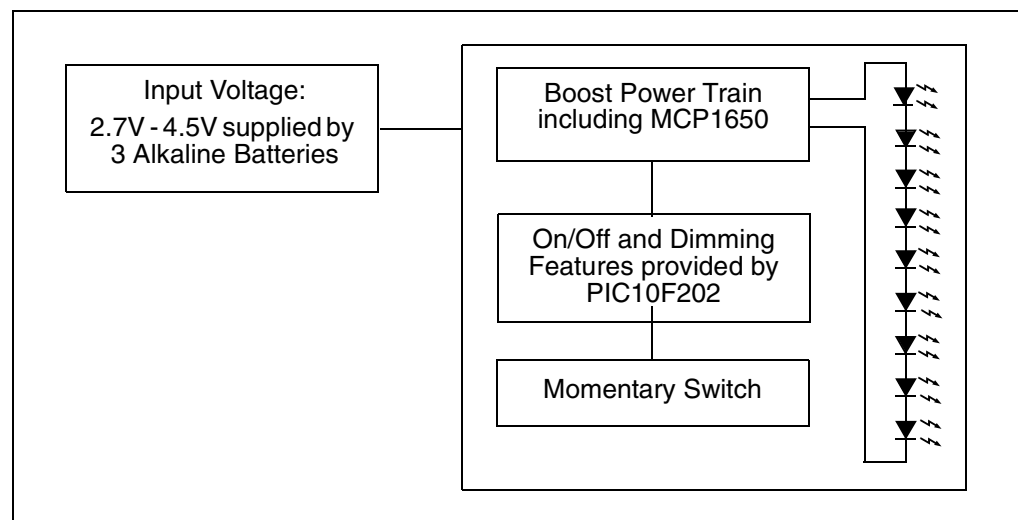 Input Voltage:
2.7V - 4.5V supplied by
3 Alkaline Batteries
Boost Power Train
including MCP1650
On/Off and Dimming
Features provided by
PIC10F202
Momentary Switch